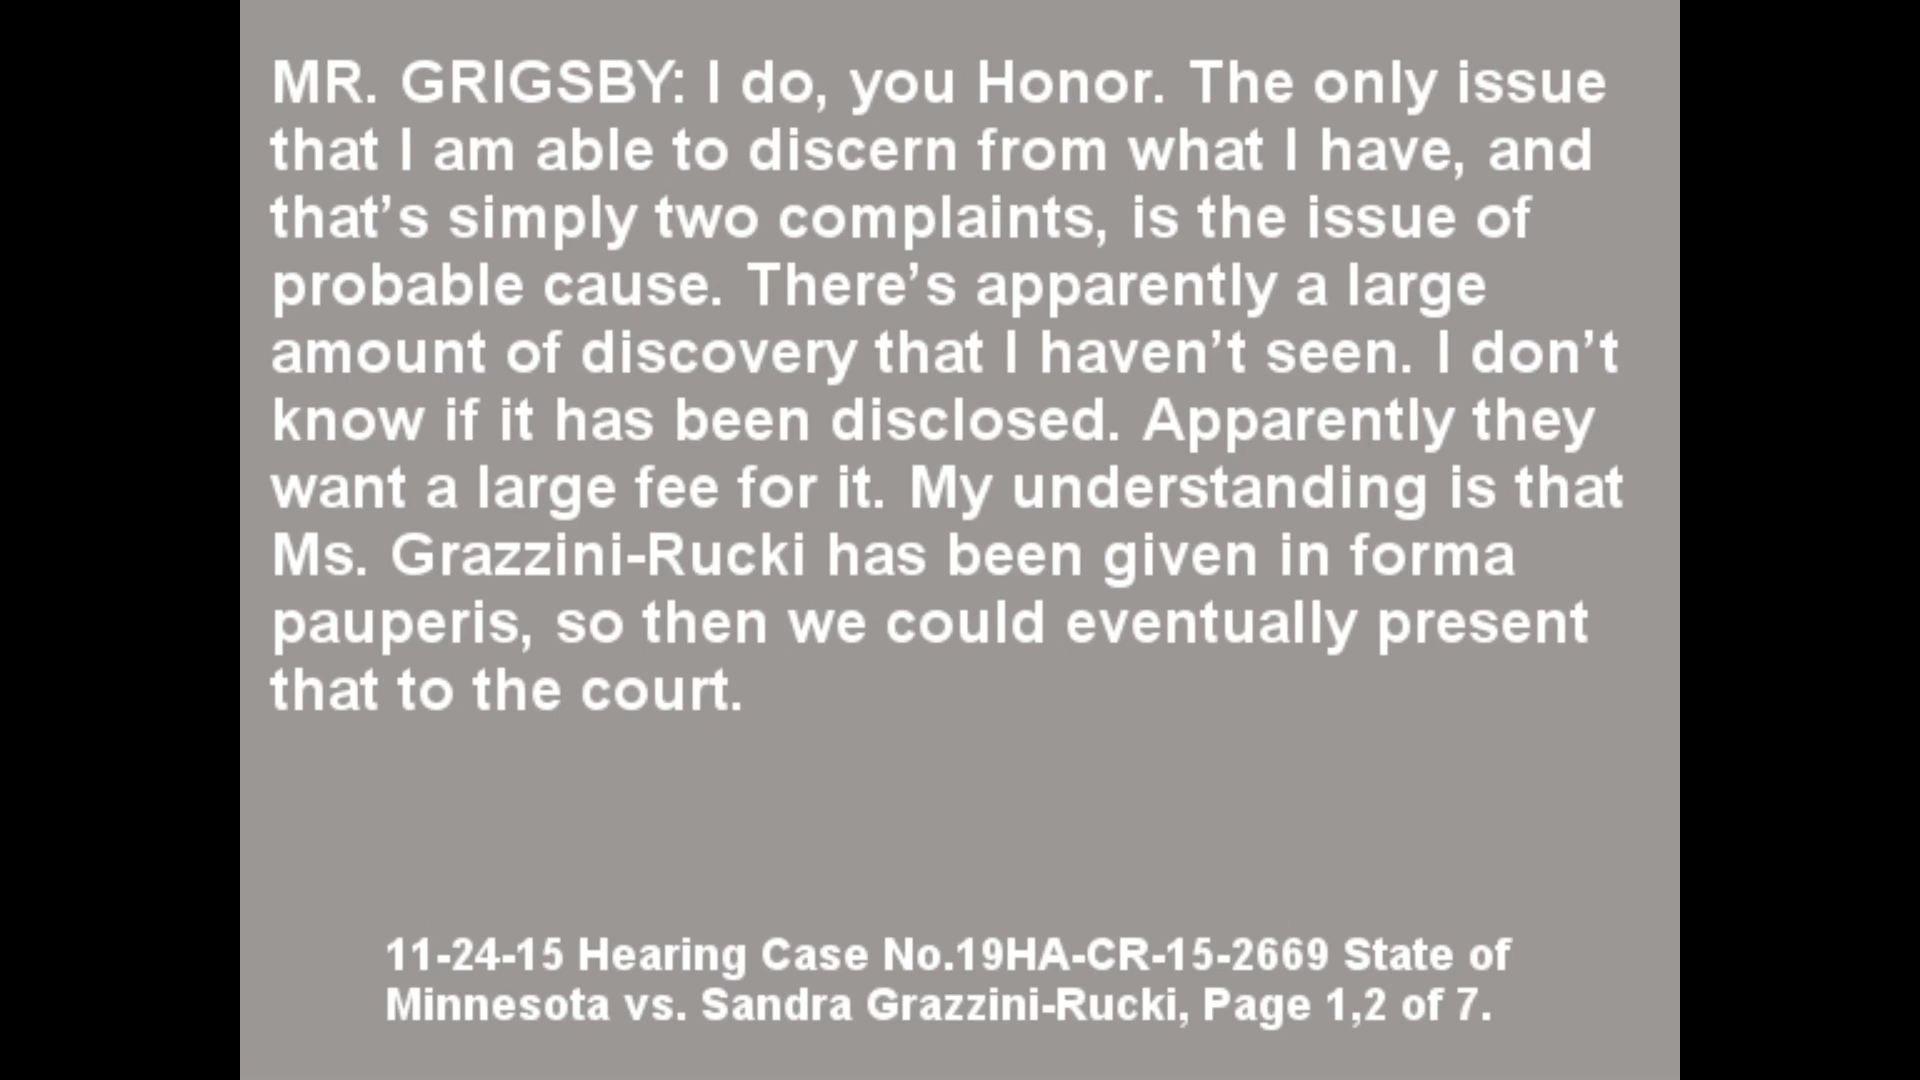 MR. GRIGSBY: I do, you Honor. The only issue
that I am able to discern from what I have, and
that’s simply two complaints, is the issue of
probable cause. There’s apparently a large
amount of discovery that I haven’t seen. I don’t
know if it has been disclosed. Apparently they
want a large fee for it. My understanding is that
Ms. Grazzini-Rucki has been given in forma
pauperis, so then we could eventually present
that to the court.
11-24-15 Hearing Case No.19HA-CR-15-2669 State of
Minnesota vs. Sandra Grazzini-Rucki, Page 1,2 of 7.